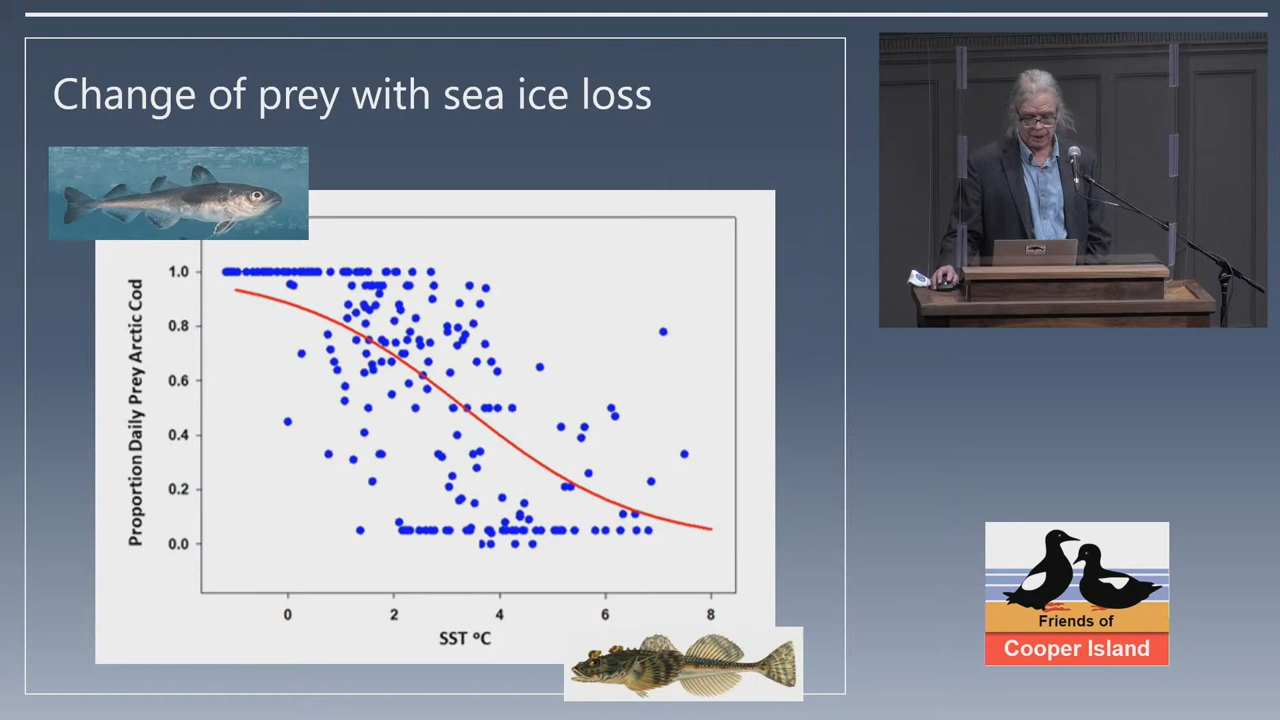 Change of prey with sea ice loss
Proportion Daily Prey Arctic Cod
1.0
0.8
0.6
0.4
0.2
0.0
0
2
4
6
8
SST ºC
Friends of
Cooper Island